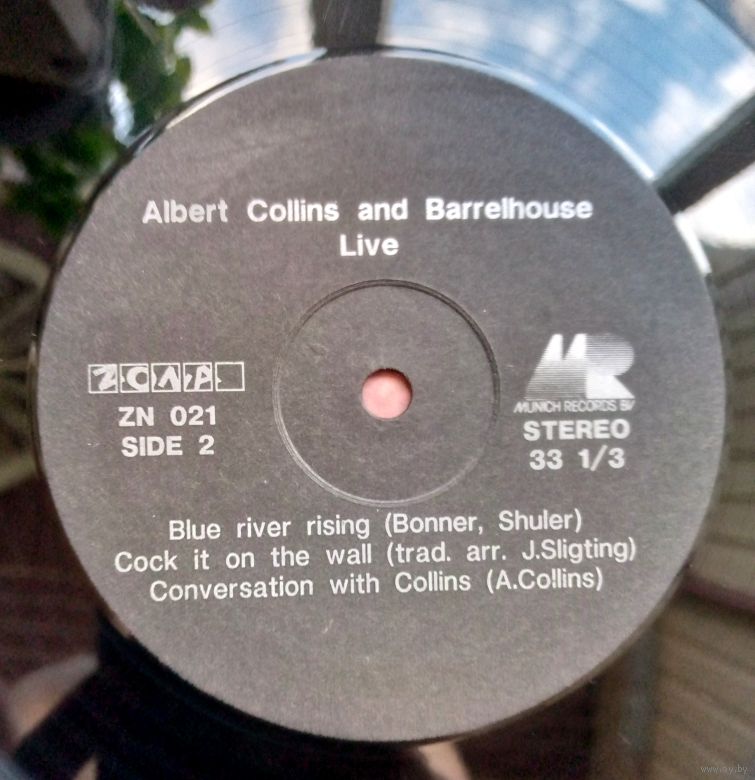 Albert Collins and Barrelhouse
Live
ZN 021
SIDE 2
MUNICH RECORDS BV
STEREO
33 1/3
Blue river rising (Bonner, Shuler)
Cock it on the wall (trad. arr. J.Sligting)
Conversation with Collins (A.Collins)